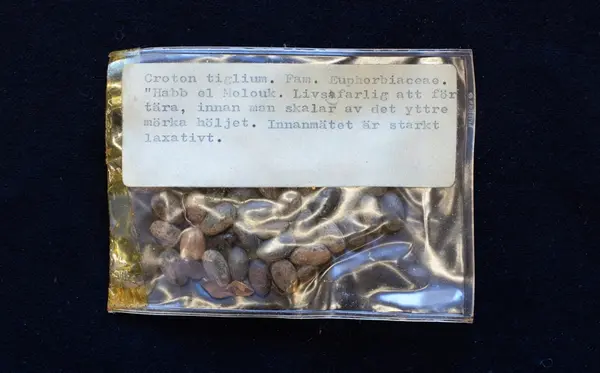 Croton tiglium. Fam. Euphorbiaceae.
"Habb el Molouk. Livsfarlig att för
tära, innan man skalar av det yttre
mörka höljet. Innanmätet är starkt
laxativt.